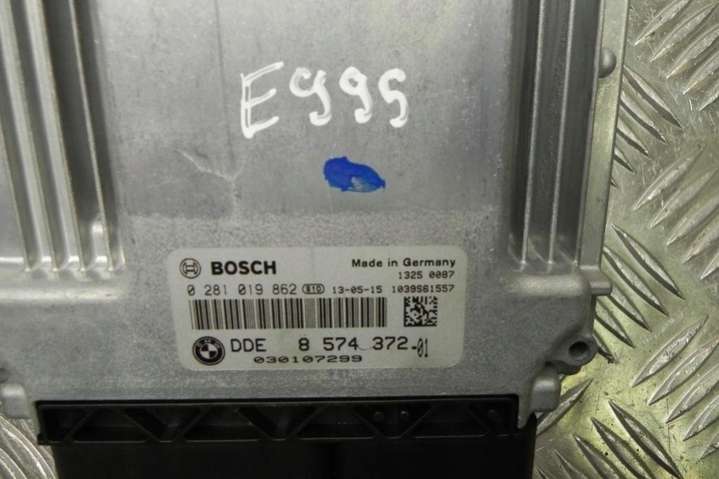 E995
BOSCH Made in Germany
1325 0087
0 281 019 862 B10 13-05-15 1039S61557
DDE 8 574 372-01
030107299